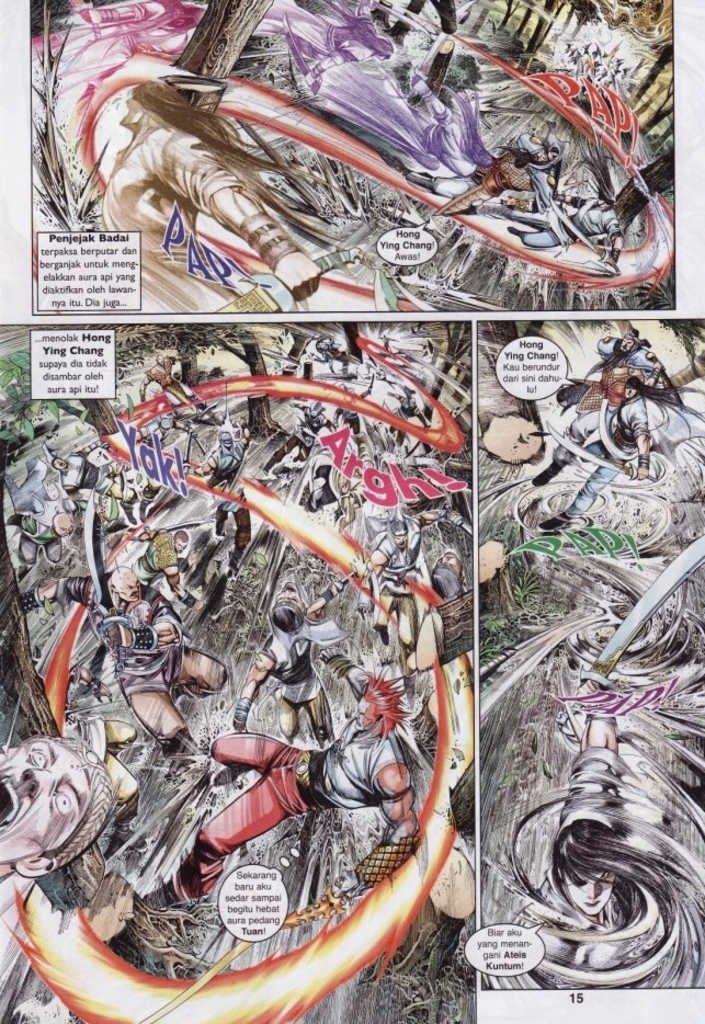 PAP!
Hong
Ying Chang!
Awas!
PAP!
Penjejak Badai
terpaksa berputar dan
berganjak untuk menge-
lakkan aura api yang
diaktifkan oleh lawan-
nya itu. Dia juga...
...menolak Hong
Ying Chang
supaya dia tidak
disambar oleh
aura api itu!
Yak!
Argh!
Sekarang
baru aku
sedar sampai
begitu hebat
aura pedang
Tuan!
Hong
Ying Chang!
Kau berundur
dari sini dahu-
lu!
PAP!
PAP!
Biar aku
yang menan-
gani Ateis
Kuntum!
15